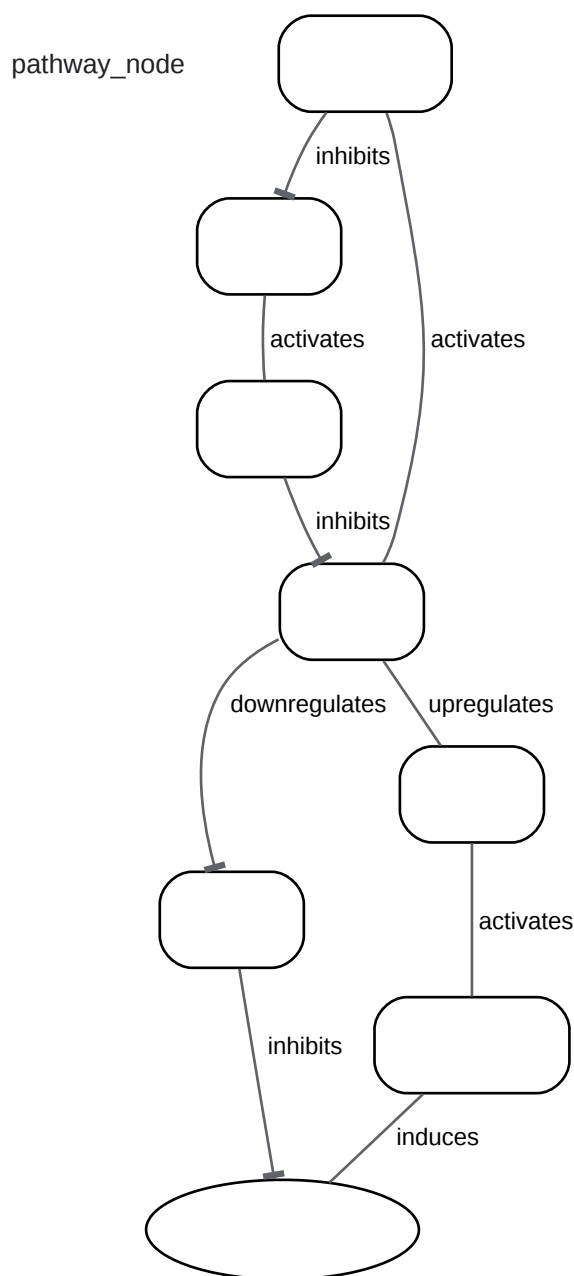 pathway_node
inhibits
activates
activates
inhibits
downregulates
upregulates
activates
inhibits
induces